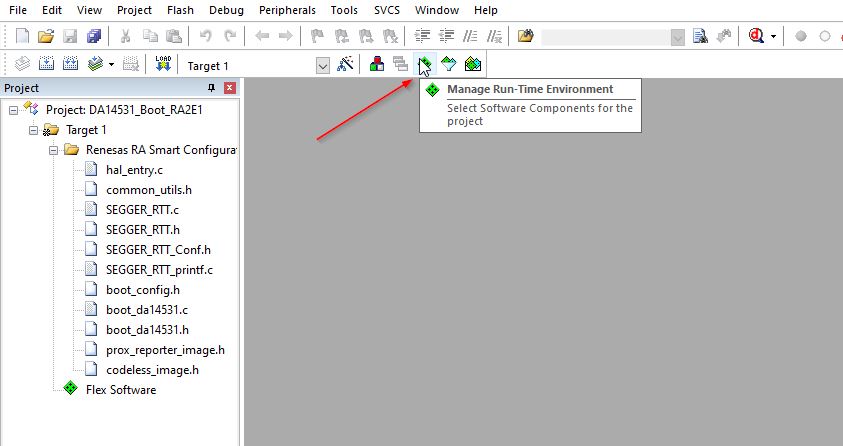 File Edit View Project Flash Debug Peripherals Tools SVCS Window Help
LOAD Target 1
Project
Manage Run-Time Environment
Select Software Components for the
project
Project: DA14531_Boot_RA2E1
Target 1
Renesas RA Smart Configurat
hal_entry.c
common_utils.h
SEGGER_RTT.c
SEGGER_RTT.h
SEGGER_RTT_Conf.h
SEGGER_RTT_printf.c
boot_config.h
boot_da14531.c
boot_da14531.h
prox_reporter_image.h
codeless_image.h
Flex Software